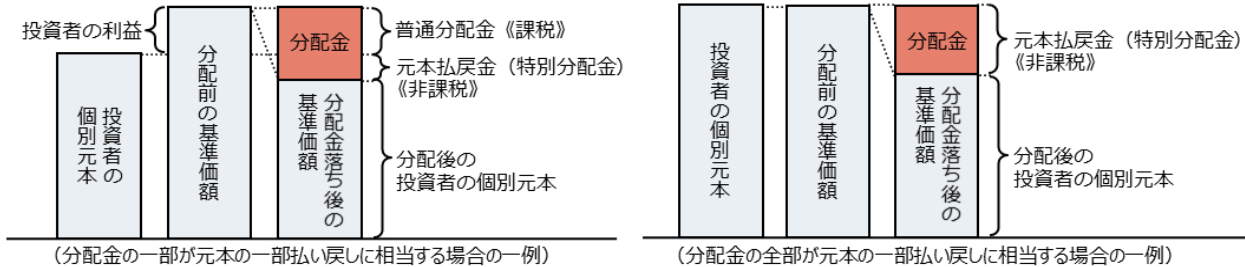 投資者の利益
投資者の
個別元本
分配前の基準価額
分配金
分配金落ち後の
基準価額
普通分配金《課税》
元本払戻金（特別分配金）
《非課税》
分配後の
投資者の個別元本
（分配金の一部が元本の一部払い戻しに相当する場合の一例）
投資者の個別元本
分配前の基準価額
分配金
分配金落ち後の
基準価額
元本払戻金（特別分配金）
《非課税》
分配後の
投資者の個別元本
（分配金の全部が元本の一部払い戻しに相当する場合の一例）